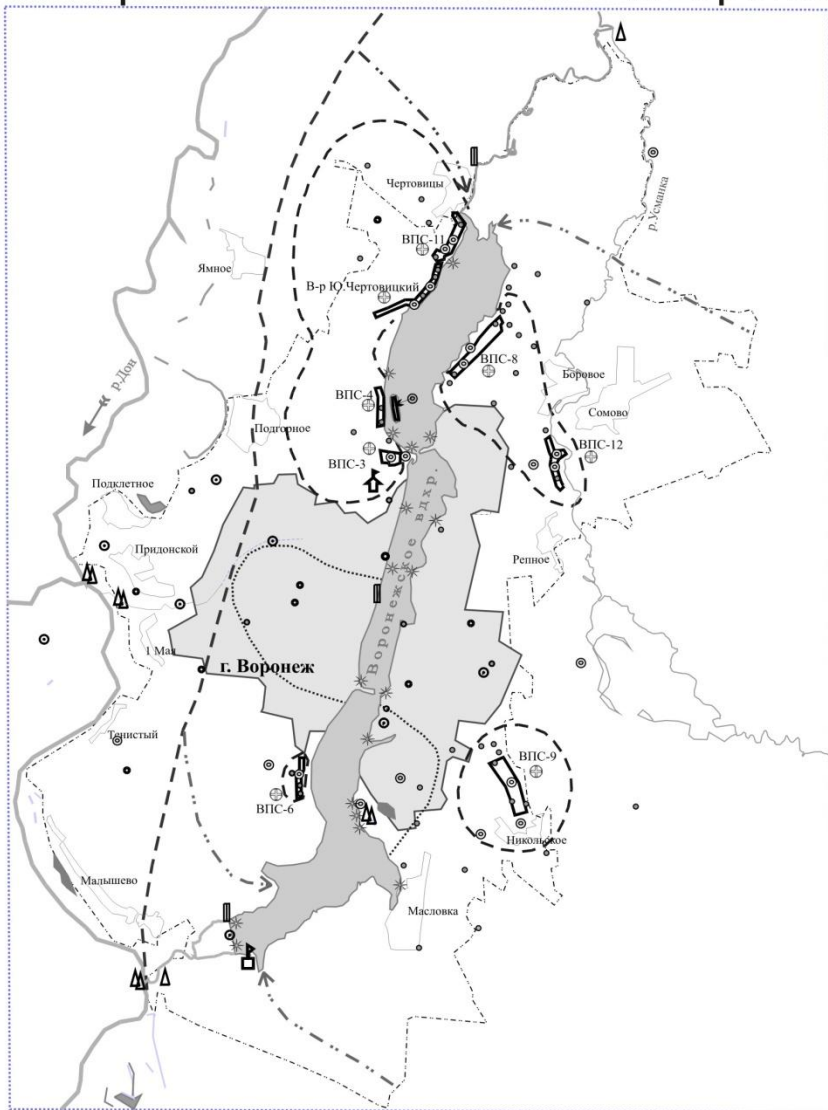 Чертовицы
р.Усманка
ВПС-11
Ямное
В-р Ю.Чертовицкий
ВПС-8
р.Дон
Боровое
ВПС-4
Сомово
Подгорное
ВПС-12
ВПС-3
Подклетное
Воронежское вдхр.
Придонской
Репное
1 Мая
г. Воронеж
Тенистый
ВПС-9
ВПС-6
Никольское
Малышево
Масловка